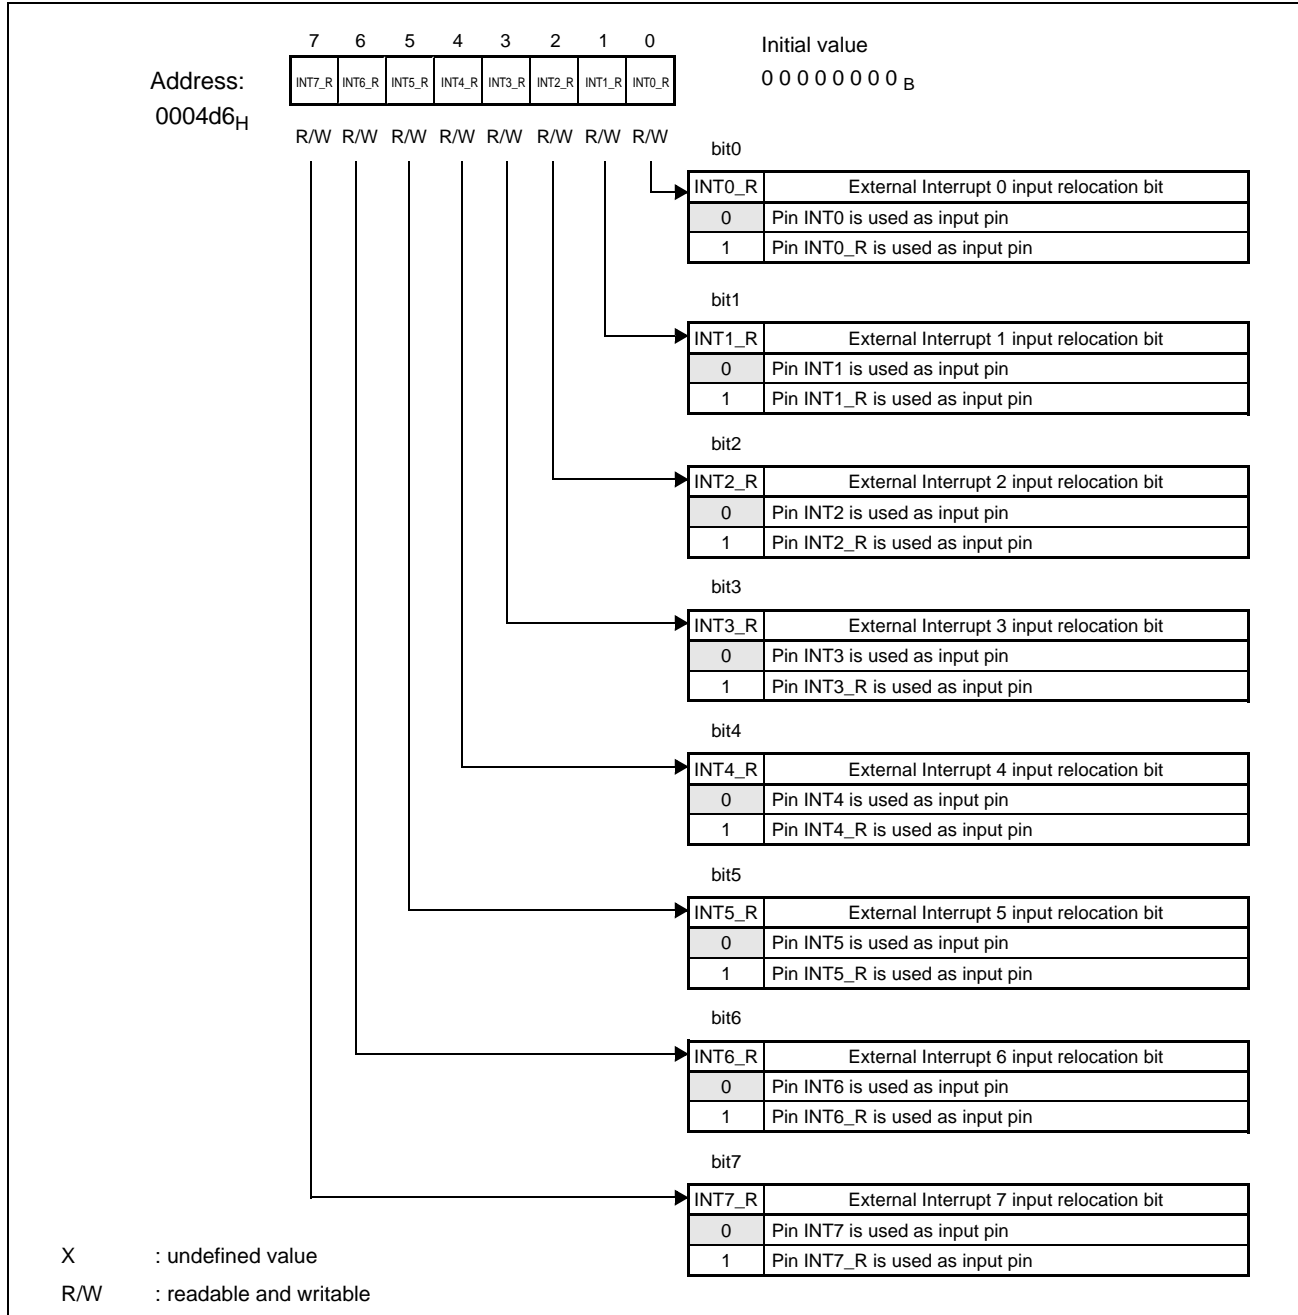 7 6 5 4 3 2 1 0
Initial value
Address:
INT7_R INT6_R INT5_R INT4_R INT3_R INT2_R INT1_R INT0_R
0 0 0 0 0 0 0 0 B
0004d6H
R/W R/W R/W R/W R/W R/W R/W R/W
bit0
INT0_R External Interrupt 0 input relocation bit
0 Pin INT0 is used as input pin
1 Pin INT0_R is used as input pin
bit1
INT1_R External Interrupt 1 input relocation bit
0 Pin INT1 is used as input pin
1 Pin INT1_R is used as input pin
bit2
INT2_R External Interrupt 2 input relocation bit
0 Pin INT2 is used as input pin
1 Pin INT2_R is used as input pin
bit3
INT3_R External Interrupt 3 input relocation bit
0 Pin INT3 is used as input pin
1 Pin INT3_R is used as input pin
bit4
INT4_R External Interrupt 4 input relocation bit
0 Pin INT4 is used as input pin
1 Pin INT4_R is used as input pin
bit5
INT5_R External Interrupt 5 input relocation bit
0 Pin INT5 is used as input pin
1 Pin INT5_R is used as input pin
bit6
INT6_R External Interrupt 6 input relocation bit
0 Pin INT6 is used as input pin
1 Pin INT6_R is used as input pin
bit7
INT7_R External Interrupt 7 input relocation bit
0 Pin INT7 is used as input pin
1 Pin INT7_R is used as input pin
X : undefined value
R/W : readable and writable